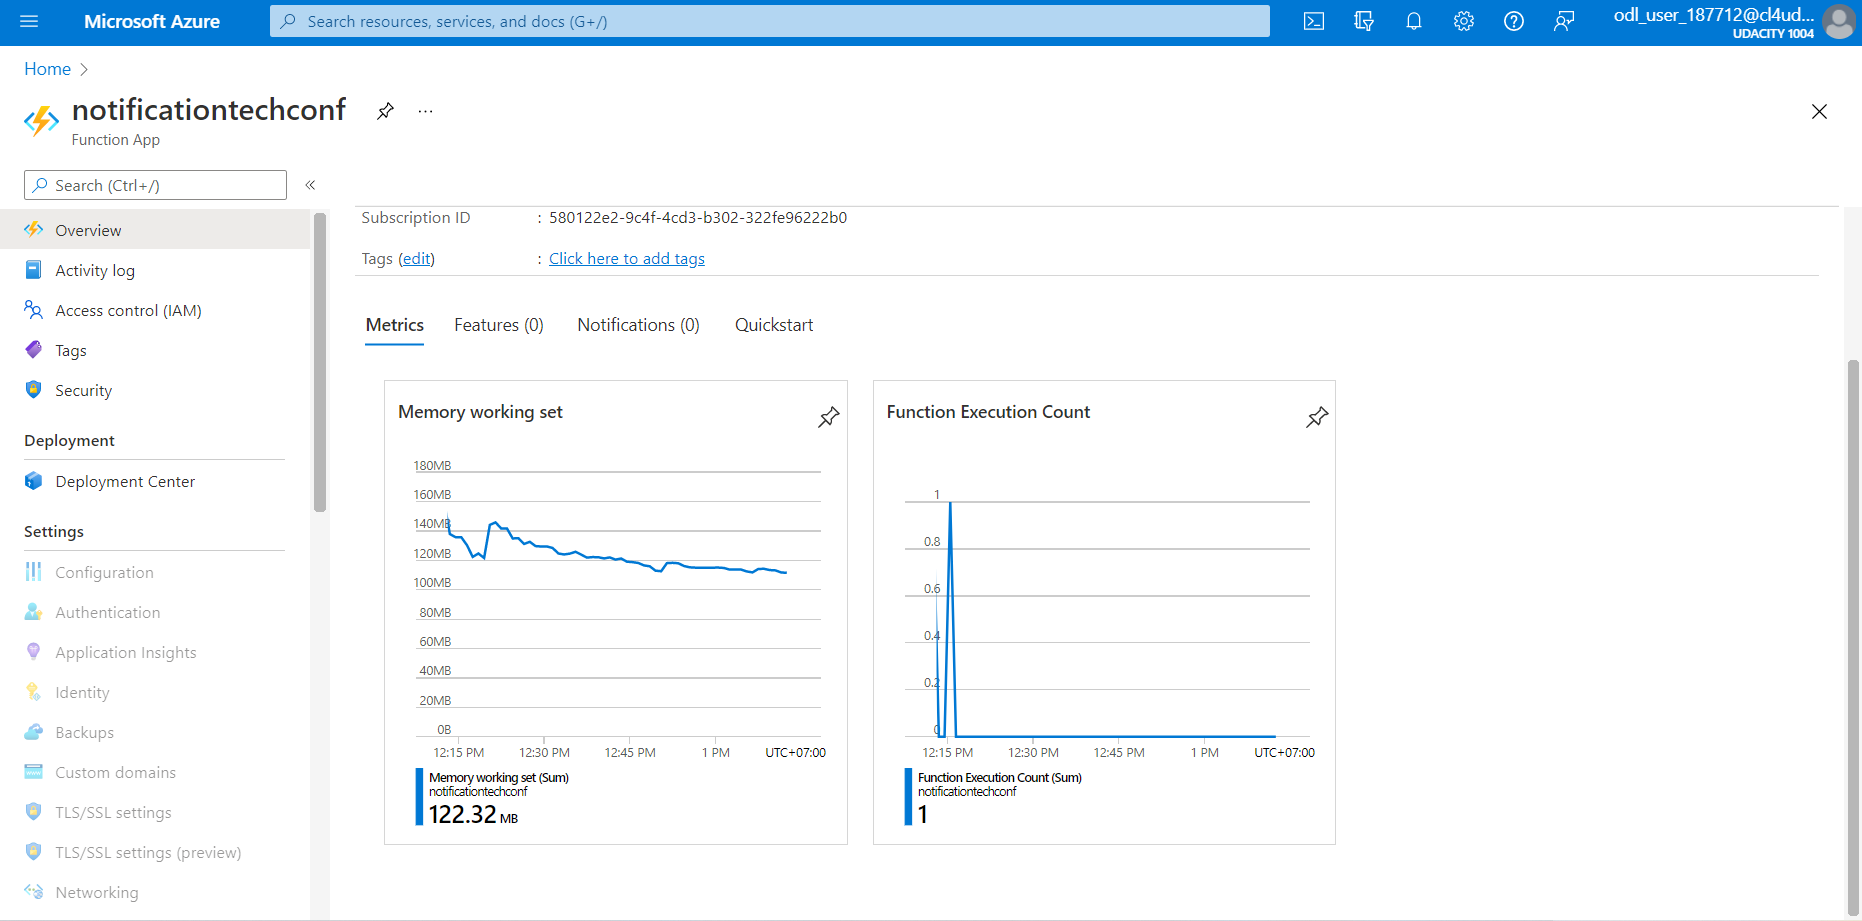 Microsoft Azure
Search resources, services, and docs (G+/)
odl_user_187712@cl4ud...
UDACITY 1004
Home
notificationtechconf
...
Function App
Search (Ctrl+/)
«
Overview
Activity log
Access control (IAM)
Tags
Security
Deployment
Deployment Center
Settings
Configuration
Authentication
Application Insights
Identity
Backups
Custom domains
TLS/SSL settings
TLS/SSL settings (preview)
Networking
Subscription ID : 580122e2-9c4f-4cd3-b302-322fe96222b0
Tags (edit) : Click here to add tags
Metrics Features (0) Notifications (0) Quickstart
Memory working set
180MB
160MB
140MB
120MB
100MB
80MB
60MB
40MB
20MB
0B
12:15 PM 12:30 PM 12:45 PM 1 PM UTC+07:00
Memory working set (Sum)
notificationtechconf
122.32 MB
Function Execution Count
1
0.8
0.6
0.4
0.2
0
12:15 PM 12:30 PM 12:45 PM 1 PM UTC+07:00
Function Execution Count (Sum)
notificationtechconf
1